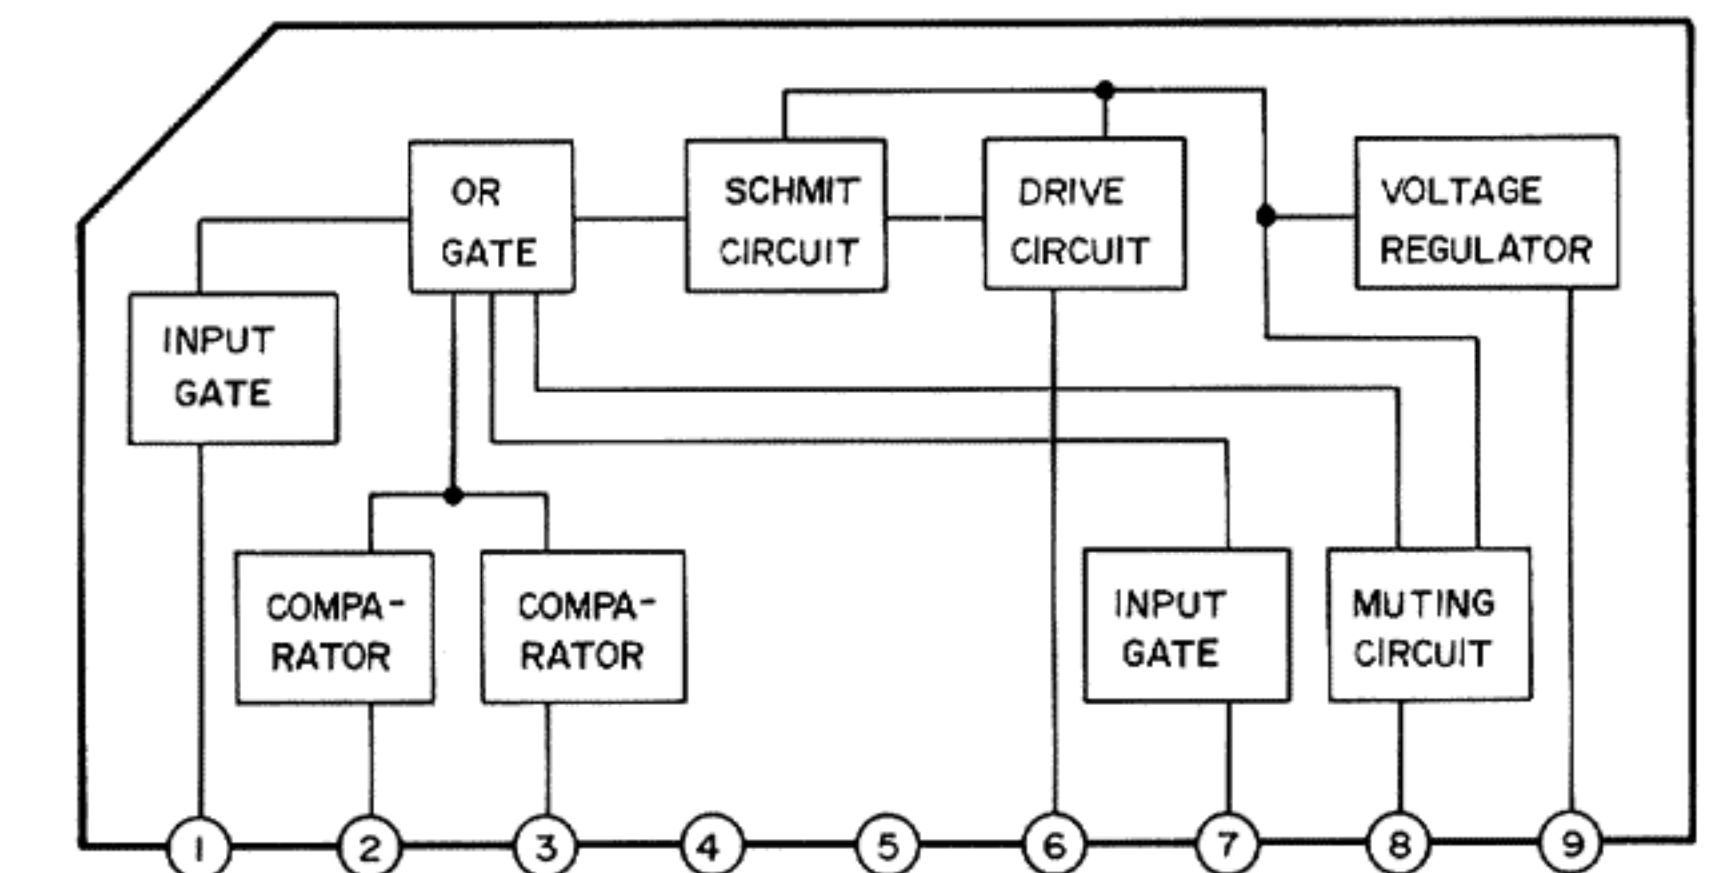 OR
GATE
SCHMIT
CIRCUIT
DRIVE
CIRCUIT
VOLTAGE
REGULATOR
INPUT
GATE
COMPA-
RATOR
COMPA-
RATOR
INPUT
GATE
MUTING
CIRCUIT
1 2 3 4 5 6 7 8 9